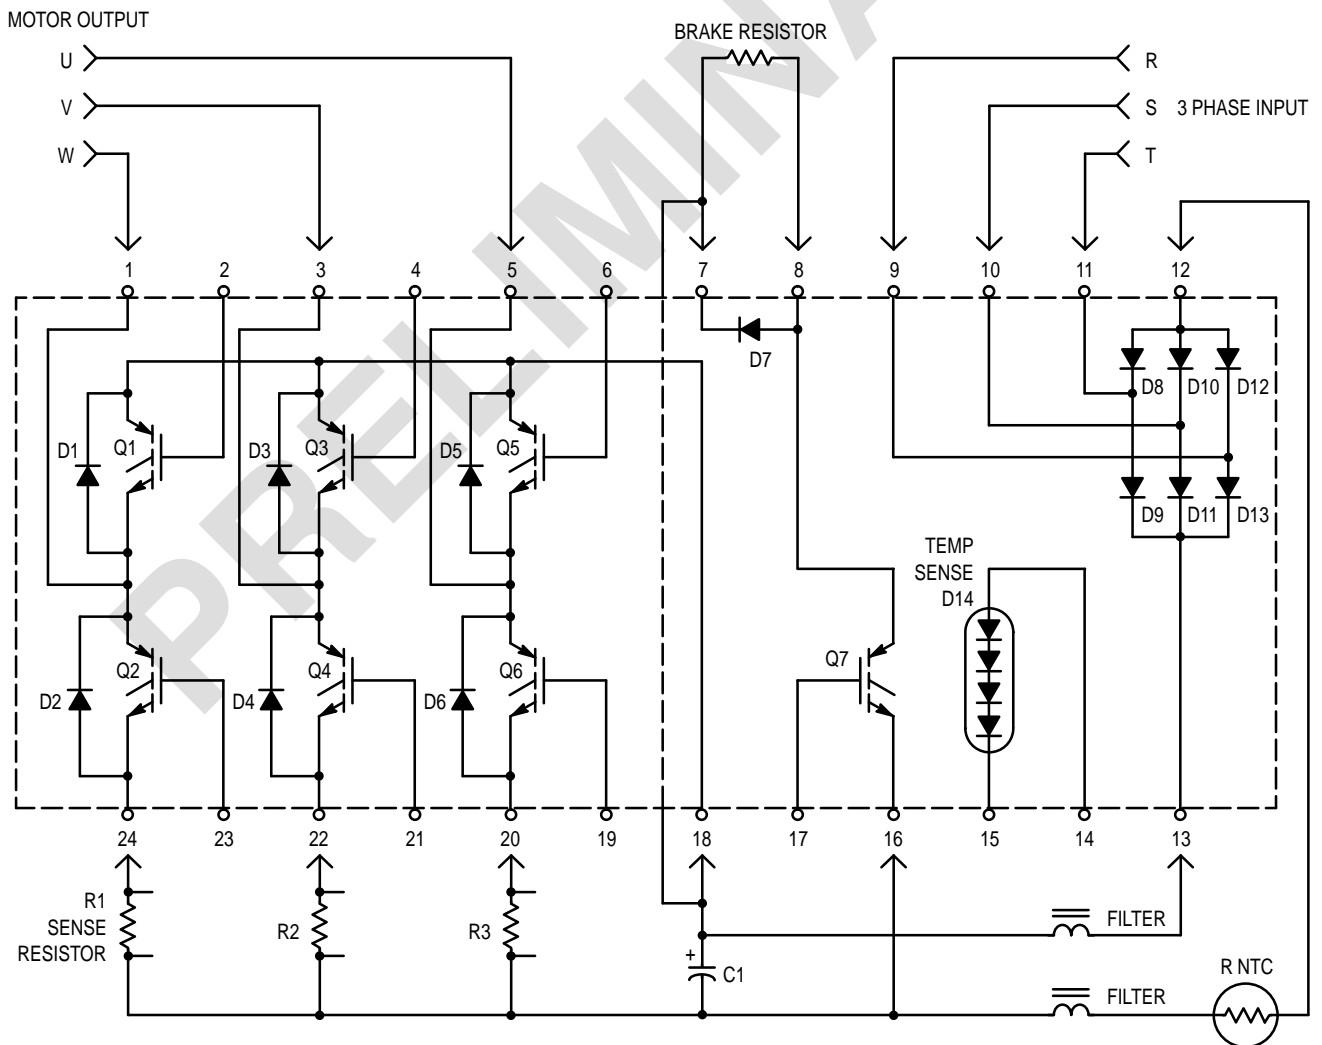 MOTOR OUTPUT
U
V
W
BRAKE RESISTOR
R
S 3 PHASE INPUT
T
1 2 3 4 5 6 7 8 9 10 11 12
D7
D8 D10 D12
D1 Q1 D3 Q3 D5 Q5
D9 D11 D13
TEMP
SENSE
D14
D2 Q2 D4 Q4 D6 Q6 Q7
24 23 22 21 20 19 18 17 16 15 14 13
R1
SENSE
RESISTOR
R2
R3
FILTER
+
C1
R NTC
FILTER
PRELIMINA